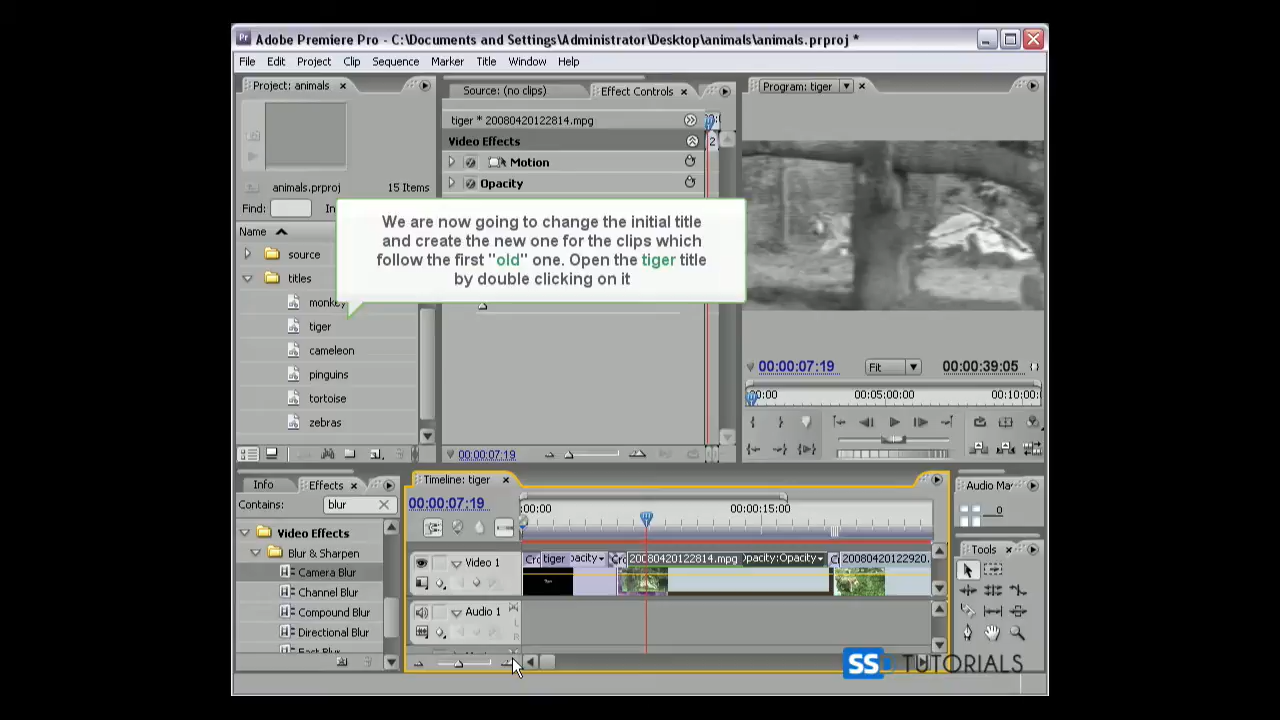 Adobe Premiere Pro - C:\Documents and Settings\Administrator\Desktop\animals\animals.prproj *
File Edit Project Clip Sequence Marker Title Window Help
Project: animals
animals.prproj
15 Items
Find:
In
Name
source
titles
monkey
tiger
cameleon
pinguins
tortoise
zebras
Source: (no clips)
Effect Controls
tiger * 20080420122814.mpg
Video Effects
2
Motion
Opacity
00:00:07:19
We are now going to change the initial title
and create the new one for the clips which
follow the first "old" one. Open the tiger title
by double clicking on it
Program: tiger
00:00:07:19
Fit
00:00:39:05
00:00
00:05:00:00
00:10:00:
Info
Effects
Contains:
blur
Video Effects
Blur & Sharpen
Camera Blur
Channel Blur
Compound Blur
Directional Blur
Timeline: tiger
00:00:07:19
:00:00
00:00:15:00
Video 1
tiger
pacity
20080420122814.mpg
pacity:Opacity
20080420122920.
Audio 1
Audio Ma
0
Tools
SS TUTORIALS